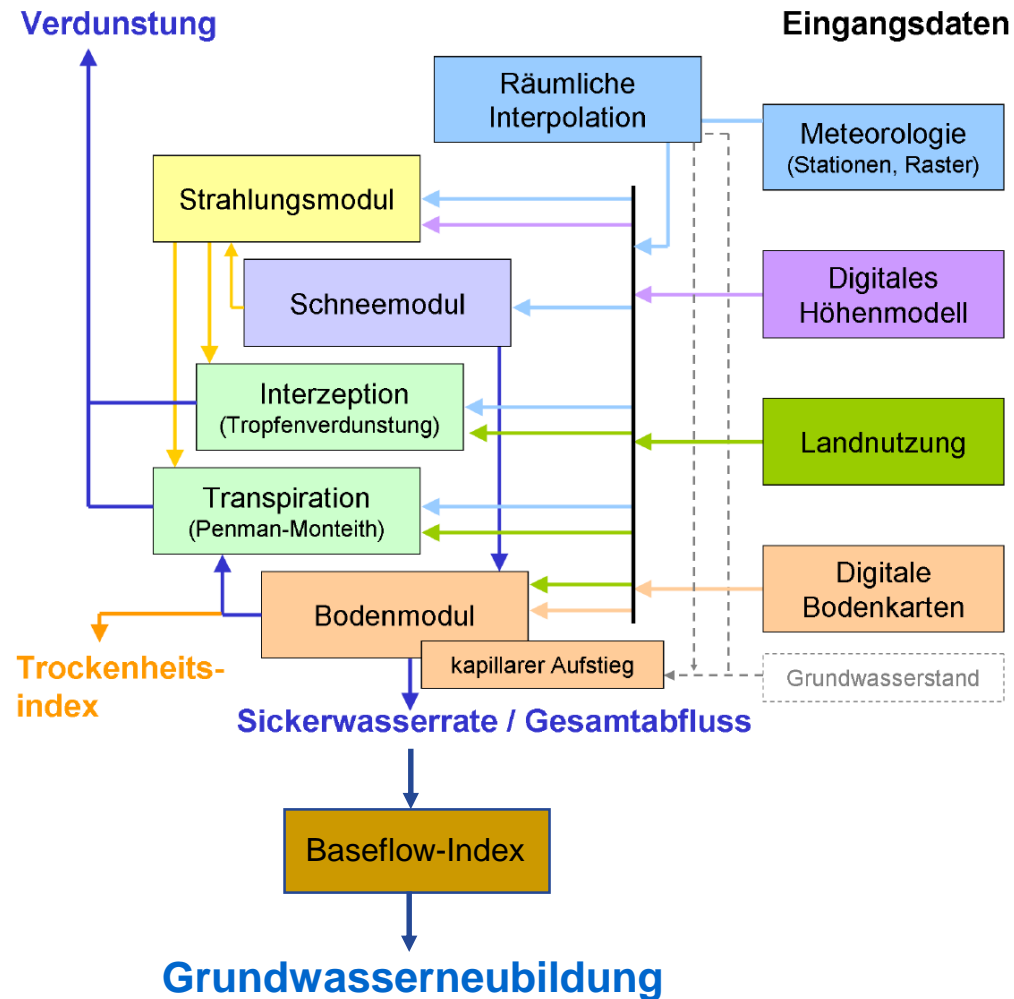 Verdunstung
Eingangsdaten
Räumliche
Interpolation
Meteorologie
(Stationen, Raster)
Strahlungsmodul
Schneemodul
Digitales
Höhenmodell
Interzeption
(Tropfenverdunstung)
Landnutzung
Transpiration
(Penman-Monteith)
Digitale
Bodenkarten
Bodenmodul
kapillarer Aufstieg
Grundwasserstand
Trockenheits-
index
Sickerwasserrate / Gesamtabfluss
Baseflow-Index
Grundwasserneubildung